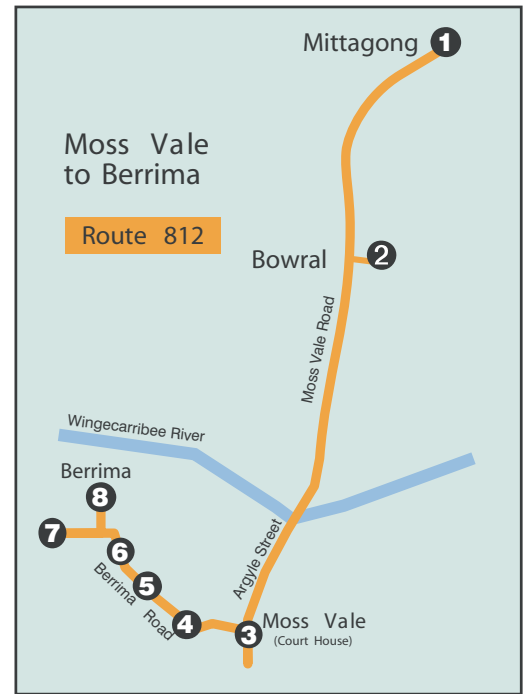 Mittagong 1
Moss Vale
to Berrima
Route 812
Bowral 2
Moss Vale Road
Wingecarribee River
Berrima
8
7
6
5
Berrima Road
4
Argyle Street
3 Moss Vale
(Court House)